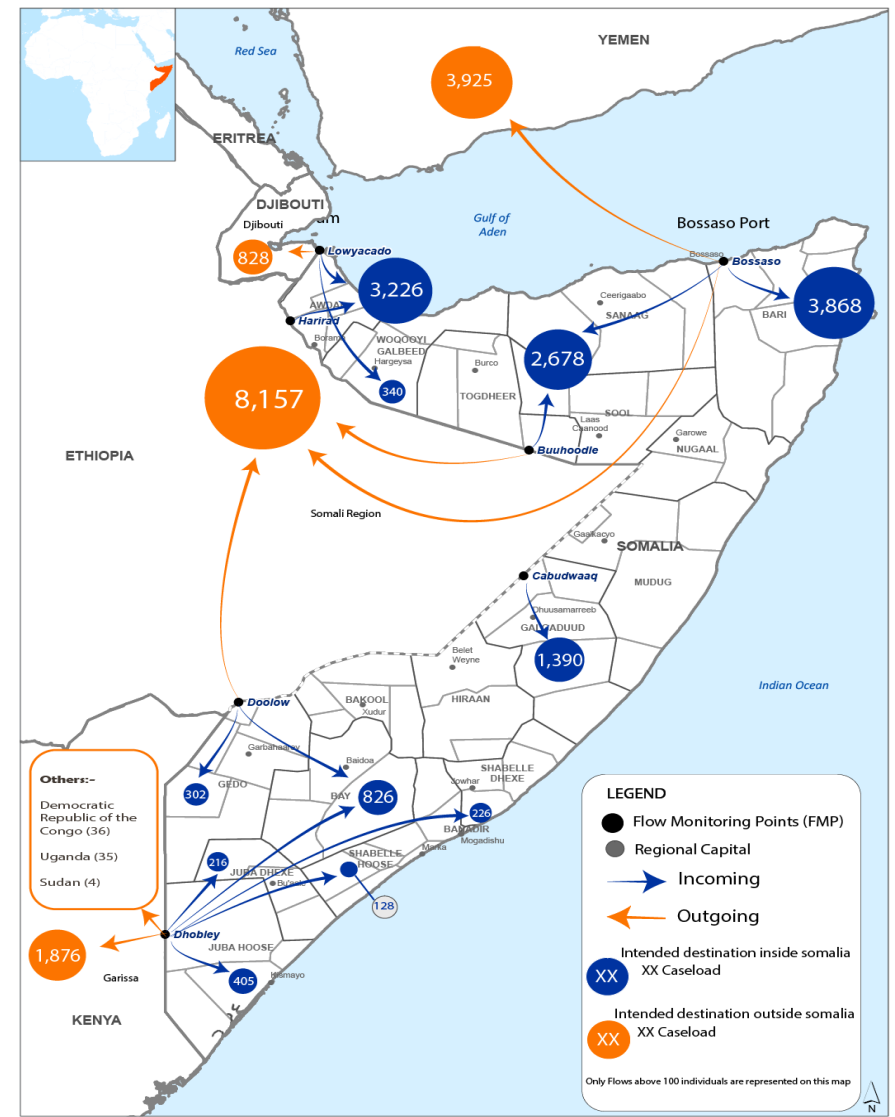 YEMEN
Red Sea
3,925
ERITREA
DJIBOUTI
Djibouti
am
Gulf of
Aden
Bossaso Port
Bossaso
Bossaso
828
Lowyacado
3,226
3,868
AWDA
Harirad
Borama
WOQOOYI
GALBEED
Hargeysa
340
Ceerigaabo
SANAAG
BARI
2,678
Burco
TOGDHEER
8,157
SOOL
Laas
Caanood
Garowe
NUGAAL
Buuhoodle
ETHIOPIA
Somali Region
Gaalkacyo
SOMALIA
Cabudwaaq
MUDUG
Dhuusamarreeb
GALGADUUD
1,390
Belet
Weyne
Indian Ocean
HIRAAN
BAKOOL
Xudur
Doolow
Garbahaarey
Baidoa
GEDO
302
BAY
826
SHABELLE
DHEXE
Jowhar
226
BANADIR
Mogadishu
Marka
SHABELLE
HOOSE
216
JUBA DHEXE
Bu'aale
128
Others:-
Democratic
Republic of the
Congo (36)
Uganda (35)
Sudan (4)
Dhobley
1,876
JUBA HOOSE
Garissa
405
Kismayo
KENYA
LEGEND
Flow Monitoring Points (FMP)
Regional Capital
Incoming
Outgoing
Intended destination inside somalia
XX
XX Caseload
Intended destination outside somalia
XX
XX Caseload
Only Flows above 100 individuals are represented on this map
N